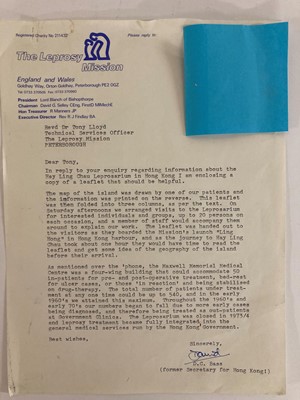 Registered Charity No 211432
Please reply to:
The Leprosy
Mission
England and Wales
Goldhay Way, Orton Goldhay, Peterborough PE2 0GZ
President Lord Blanch of Bishopthorpe
Chairman David G Salley CEng
Hon Treasurer R Manners JP
Executive Director Rev R J Findlay BA
Revd Dr Tony Lloyd
Technical Services Officer
The Leprosy Mission
PETERBOROUGH
Dear Tony,
In reply to your enquiry regarding information about the
Hay Ling Chau Leprosarium in Hong Kong I am enclosing a
copy of a leaflet that should be helpful.
The map of the island was drawn by one of our patients and
the information was printed on the reverse. This leaflet
was then folded into three columns, as per the text. On
Saturday afternoons we arranged visits to the Leprosarium
for interested individuals and groups, up to 20 persons on
each occasion, and a member of staff would accompany them
around to explain our work. The leaflet was handed out
to the visitors as they boarded the Mission's launch "Ling
Hong" in Hong Kong territory, and as the journey to Hay Ling
Chau took about one hour they would have time to read the
leaflet and get some idea of the geography of the island
before their arrival.
As mentioned over the 'phone, the Maxwell Memorial Medical
Centre was a four-wing building that could accommodate 50
in-patients for pre- and post-operative treatment, bed-rest
for ulcer cases, or those 'in reaction' and being stabilised
on drug-therapy. The total number of patients under treat-
ment at any one time could be up to 540, and in the early
1960's we attained this maximum. Throughout the 1960's and
early 70's our numbers began to fall due to more early cases
being diagnosed, and therefore being treated as out-patients
at Government Clinics. The Leprosarium was closed in 1973/4
and leprosy treatment became fully integrated into the
general medical services run by the Hong Kong Government.
Best wishes,
Sincerely,
David
(former Secretary for Hong Kong)